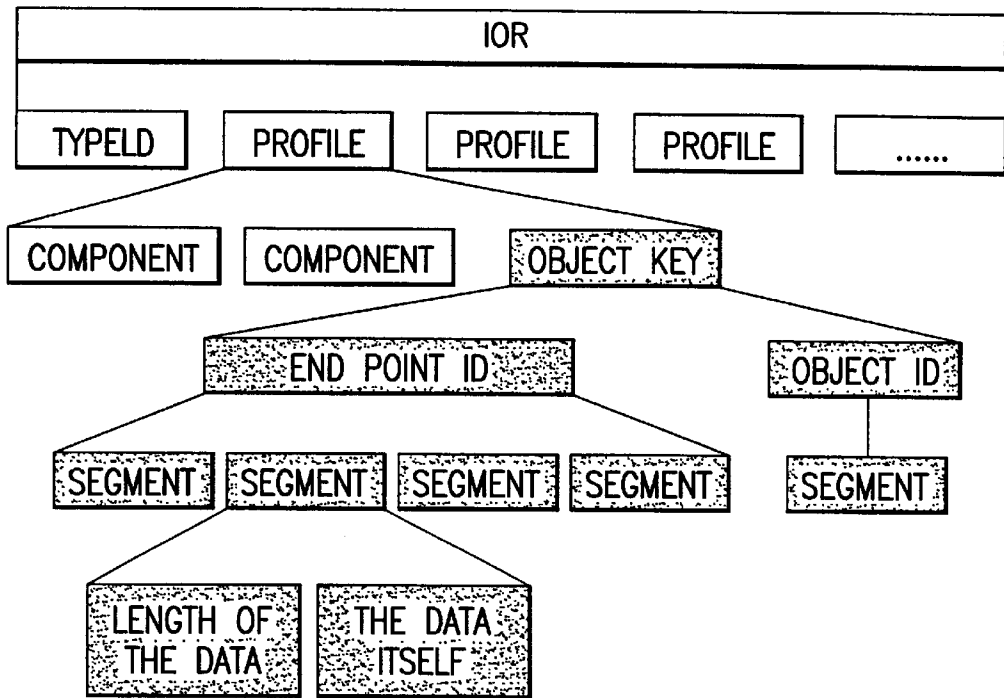 IOR
TYPELD PROFILE PROFILE PROFILE ......
COMPONENT COMPONENT OBJECT KEY
END POINT ID OBJECT ID
SEGMENT SEGMENT SEGMENT SEGMENT SEGMENT
LENGTH OF THE DATA
THE DATA ITSELF